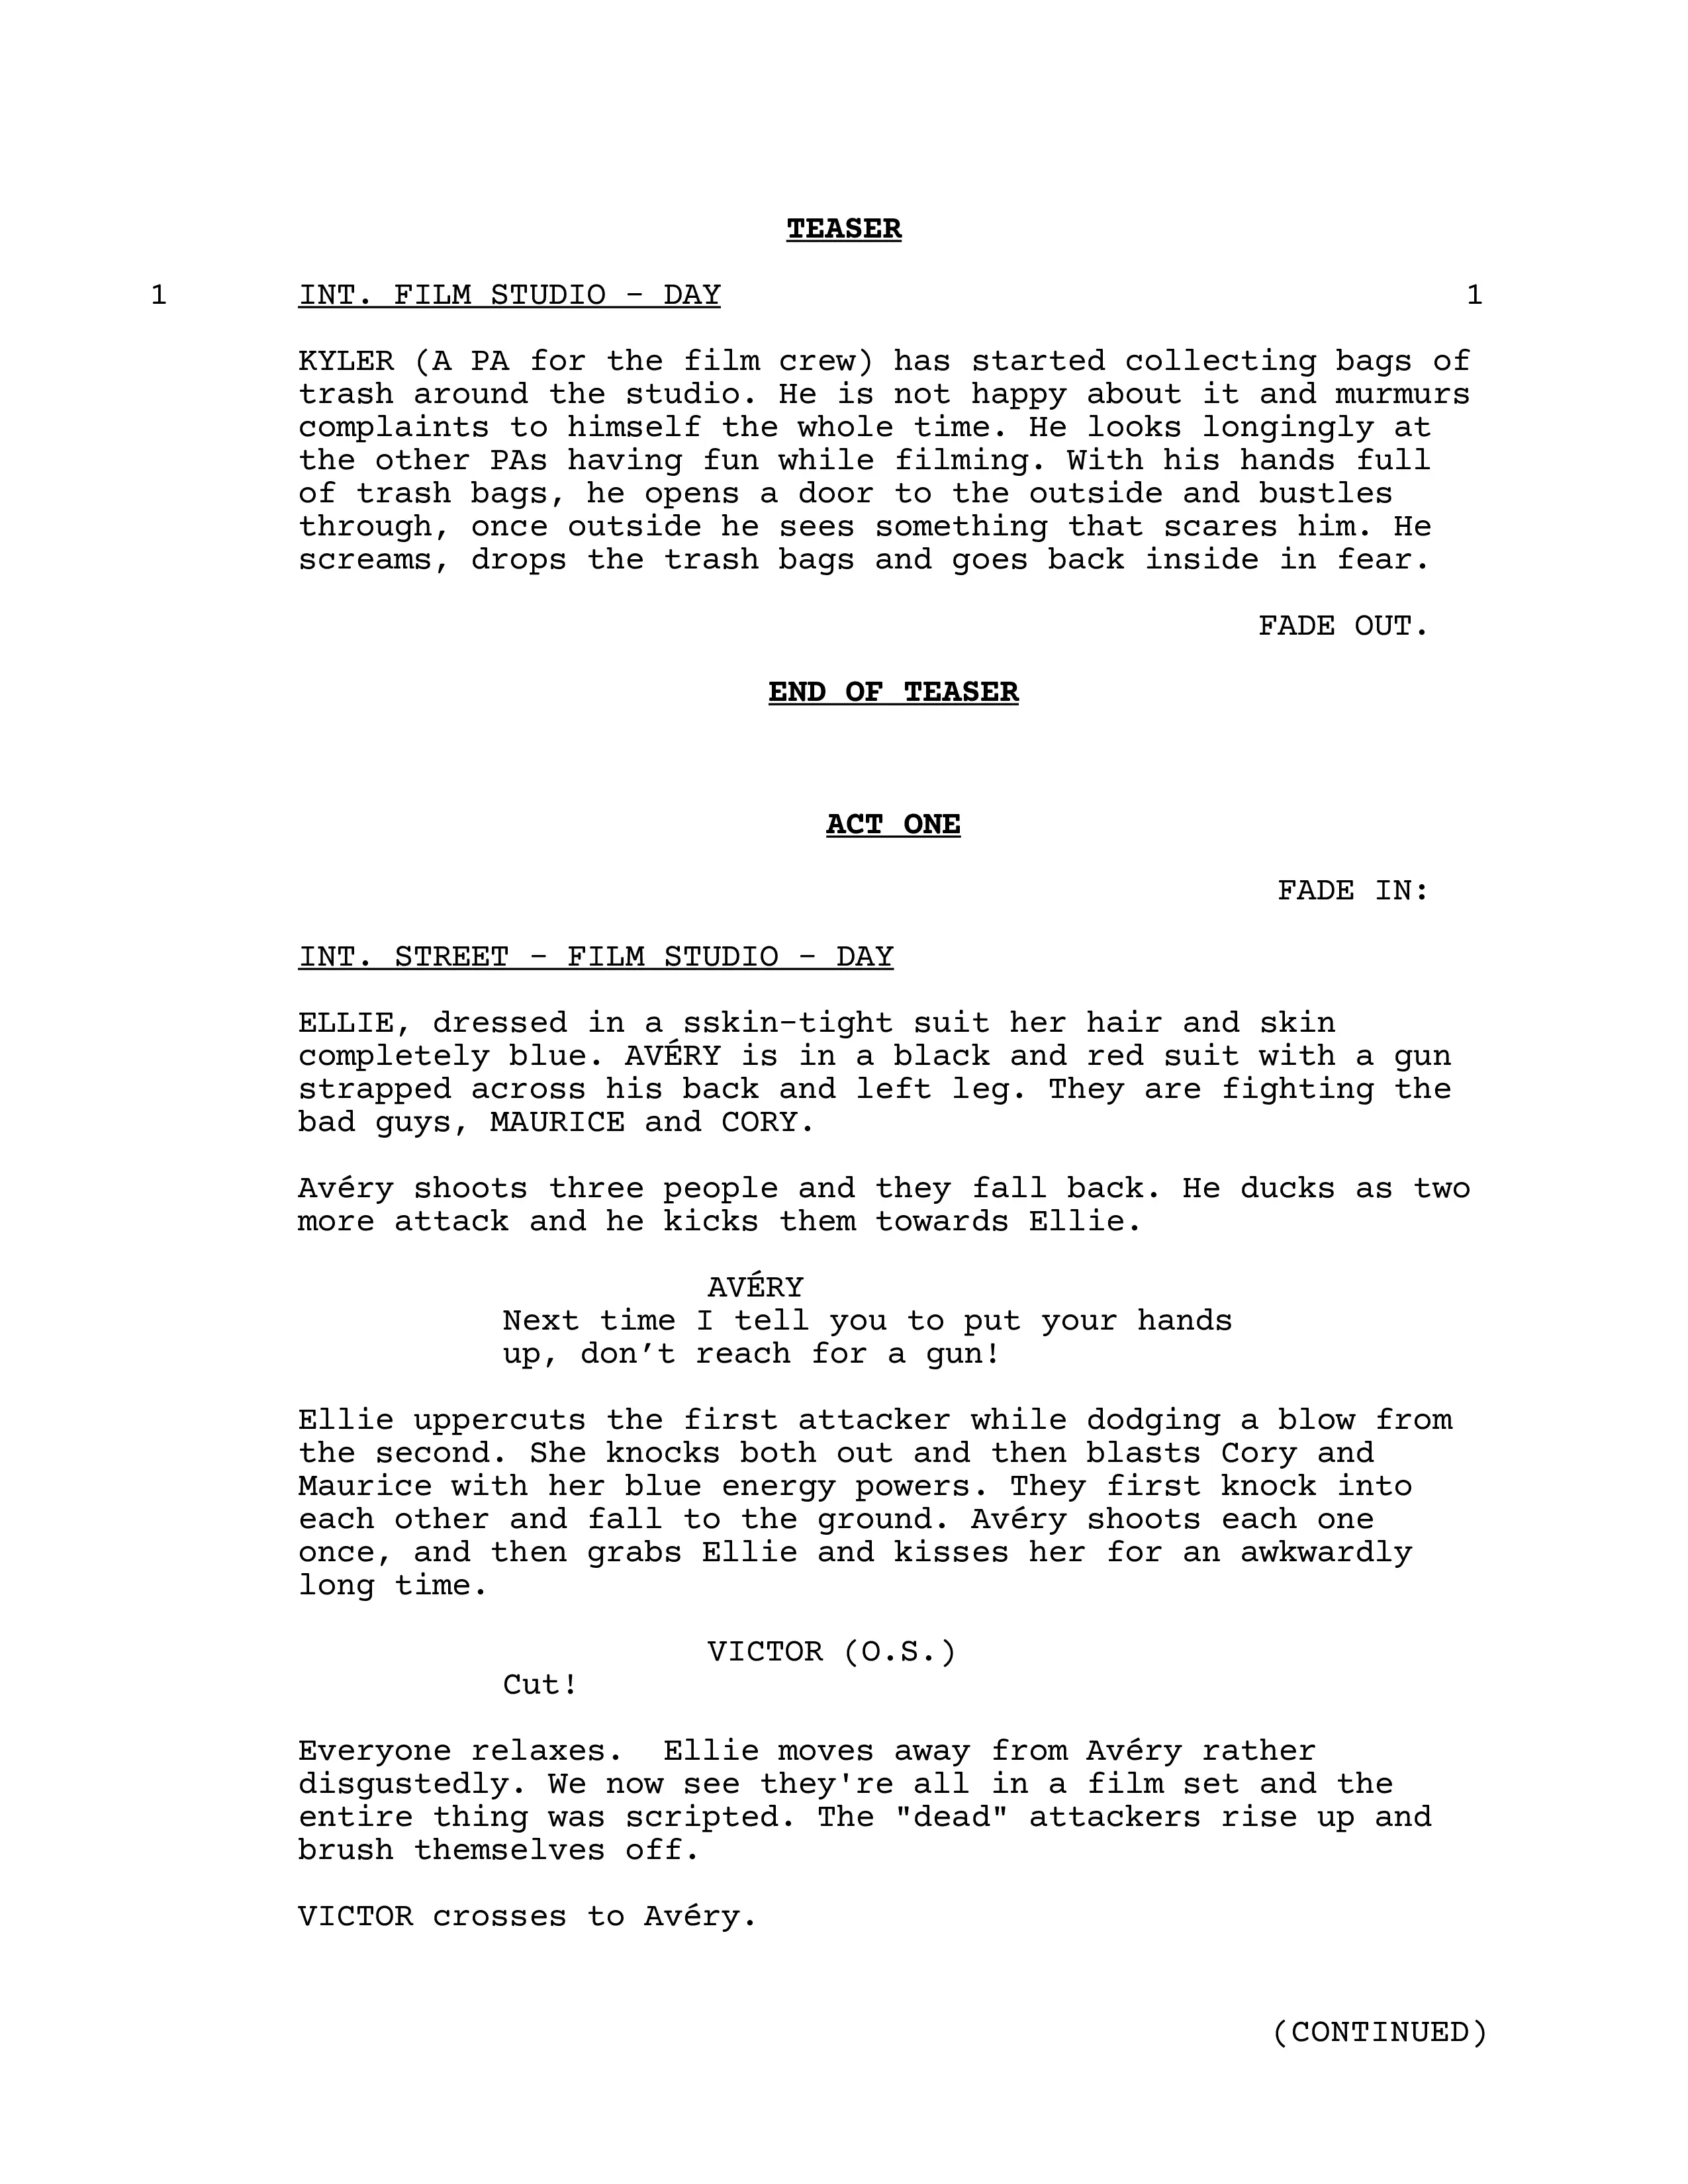 TEASER
1 INT. FILM STUDIO - DAY 1
KYLER (A PA for the film crew) has started collecting bags of
trash around the studio. He is not happy about it and murmurs
complaints to himself the whole time. He looks longingly at
the other PAs having fun while filming. With his hands full
of trash bags, he opens a door to the outside and bustles
through, once outside he sees something that scares him. He
screams, drops the trash bags and goes back inside in fear.
FADE OUT.
END OF TEASER
ACT ONE
FADE IN:
INT. STREET - FILM STUDIO - DAY
ELLIE, dressed in a sskin-tight suit her hair and skin
completely blue. AVÉRY is in a black and red suit with a gun
strapped across his back and left leg. They are fighting the
bad guys, MAURICE and CORY.
Avéry shoots three people and they fall back. He ducks as two
more attack and he kicks them towards Ellie.
AVÉRY
Next time I tell you to put your hands
up, don’t reach for a gun!
Ellie uppercuts the first attacker while dodging a blow from
the second. She knocks both out and then blasts Cory and
Maurice with her blue energy powers. They first knock into
each other and fall to the ground. Avéry shoots each one
once, and then grabs Ellie and kisses her for an awkwardly
long time.
VICTOR (O.S.)
Cut!
Everyone relaxes.  Ellie moves away from Avéry rather
disgustedly. We now see they're all in a film set and the
entire thing was scripted. The "dead" attackers rise up and
brush themselves off.
VICTOR crosses to Avéry.
(CONTINUED)